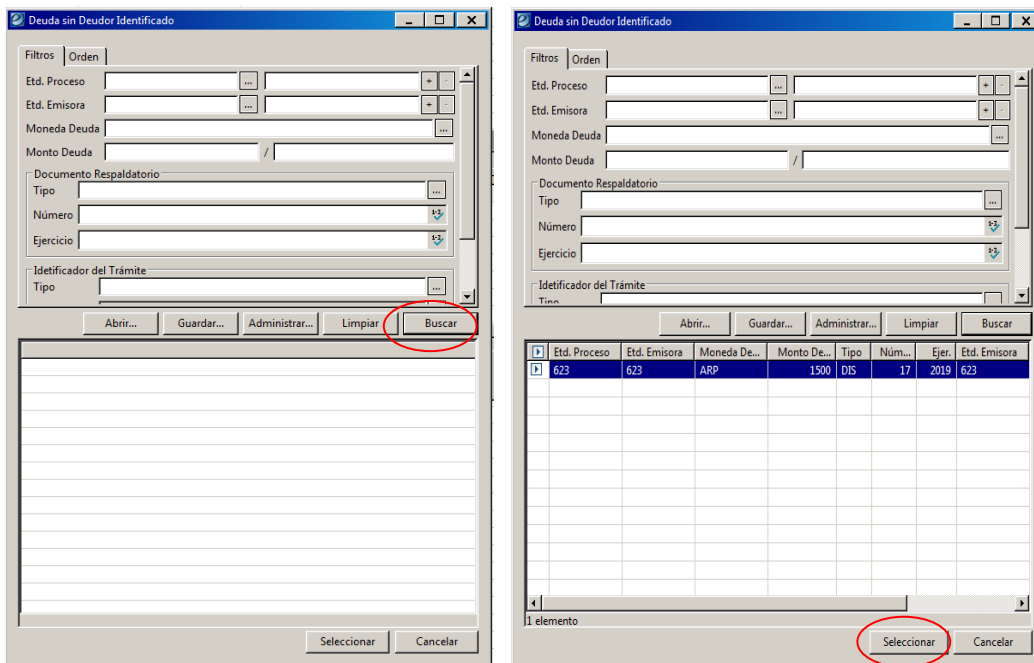 Deuda sin Deudor Identificado
Filtros Orden
Etd. Proceso ... + -
Etd. Emisora ... + -
Moneda Deuda ...
Monto Deuda /
Documento Respaldatorio
Tipo ...
Número
Ejercicio
Idetificador del Trámite
Tipo ...
Abrir... Guardar... Administrar... Limpiar Buscar
Seleccionar Cancelar
Deuda sin Deudor Identificado
Filtros Orden
Etd. Proceso ... + -
Etd. Emisora ... + -
Moneda Deuda ...
Monto Deuda /
Documento Respaldatorio
Tipo ...
Número
Ejercicio
Idetificador del Trámite
Tipo
Abrir... Guardar... Administrar... Limpiar Buscar
Etd. Proceso Etd. Emisora Moneda De... Monto De... Tipo Núm... Ejer. Etd. Emisora
623 623 ARP 1500 DIS 17 2019 623
1 elemento
Seleccionar Cancelar